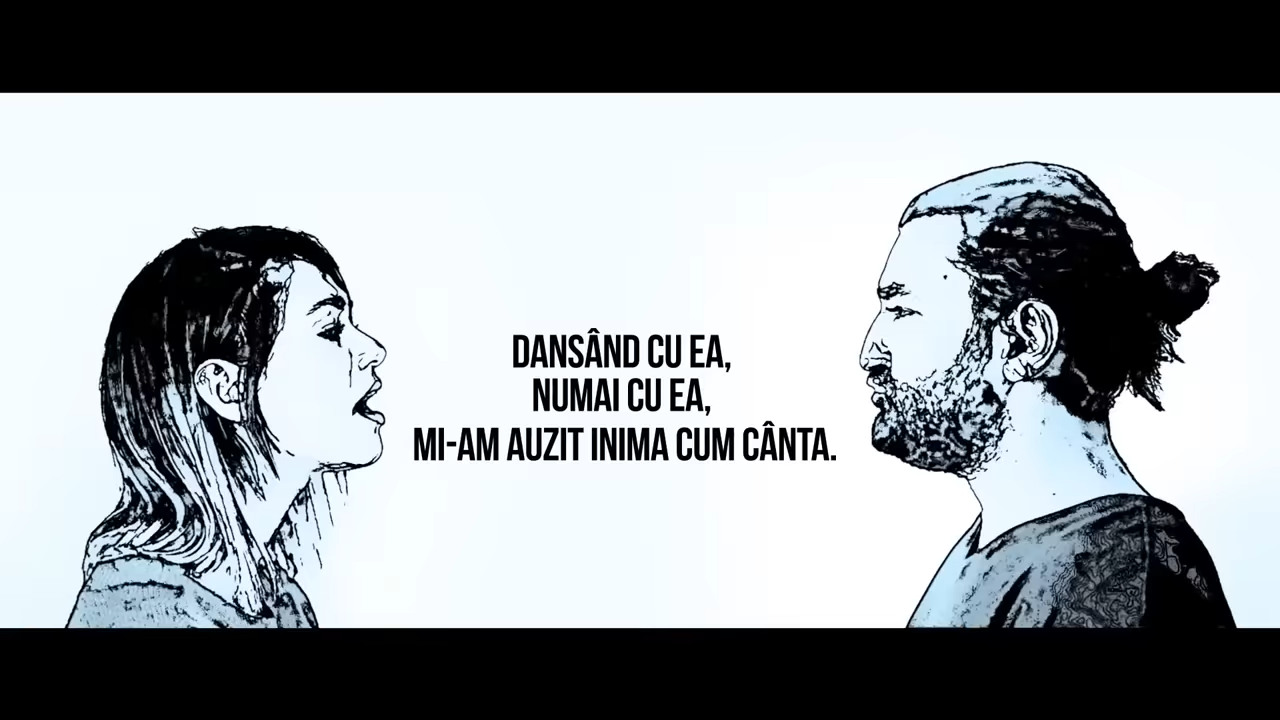 DANSÂND CU EA,
NUMAI CU EA,
MI-AM AUZIT INIMA CUM CÂNTA.